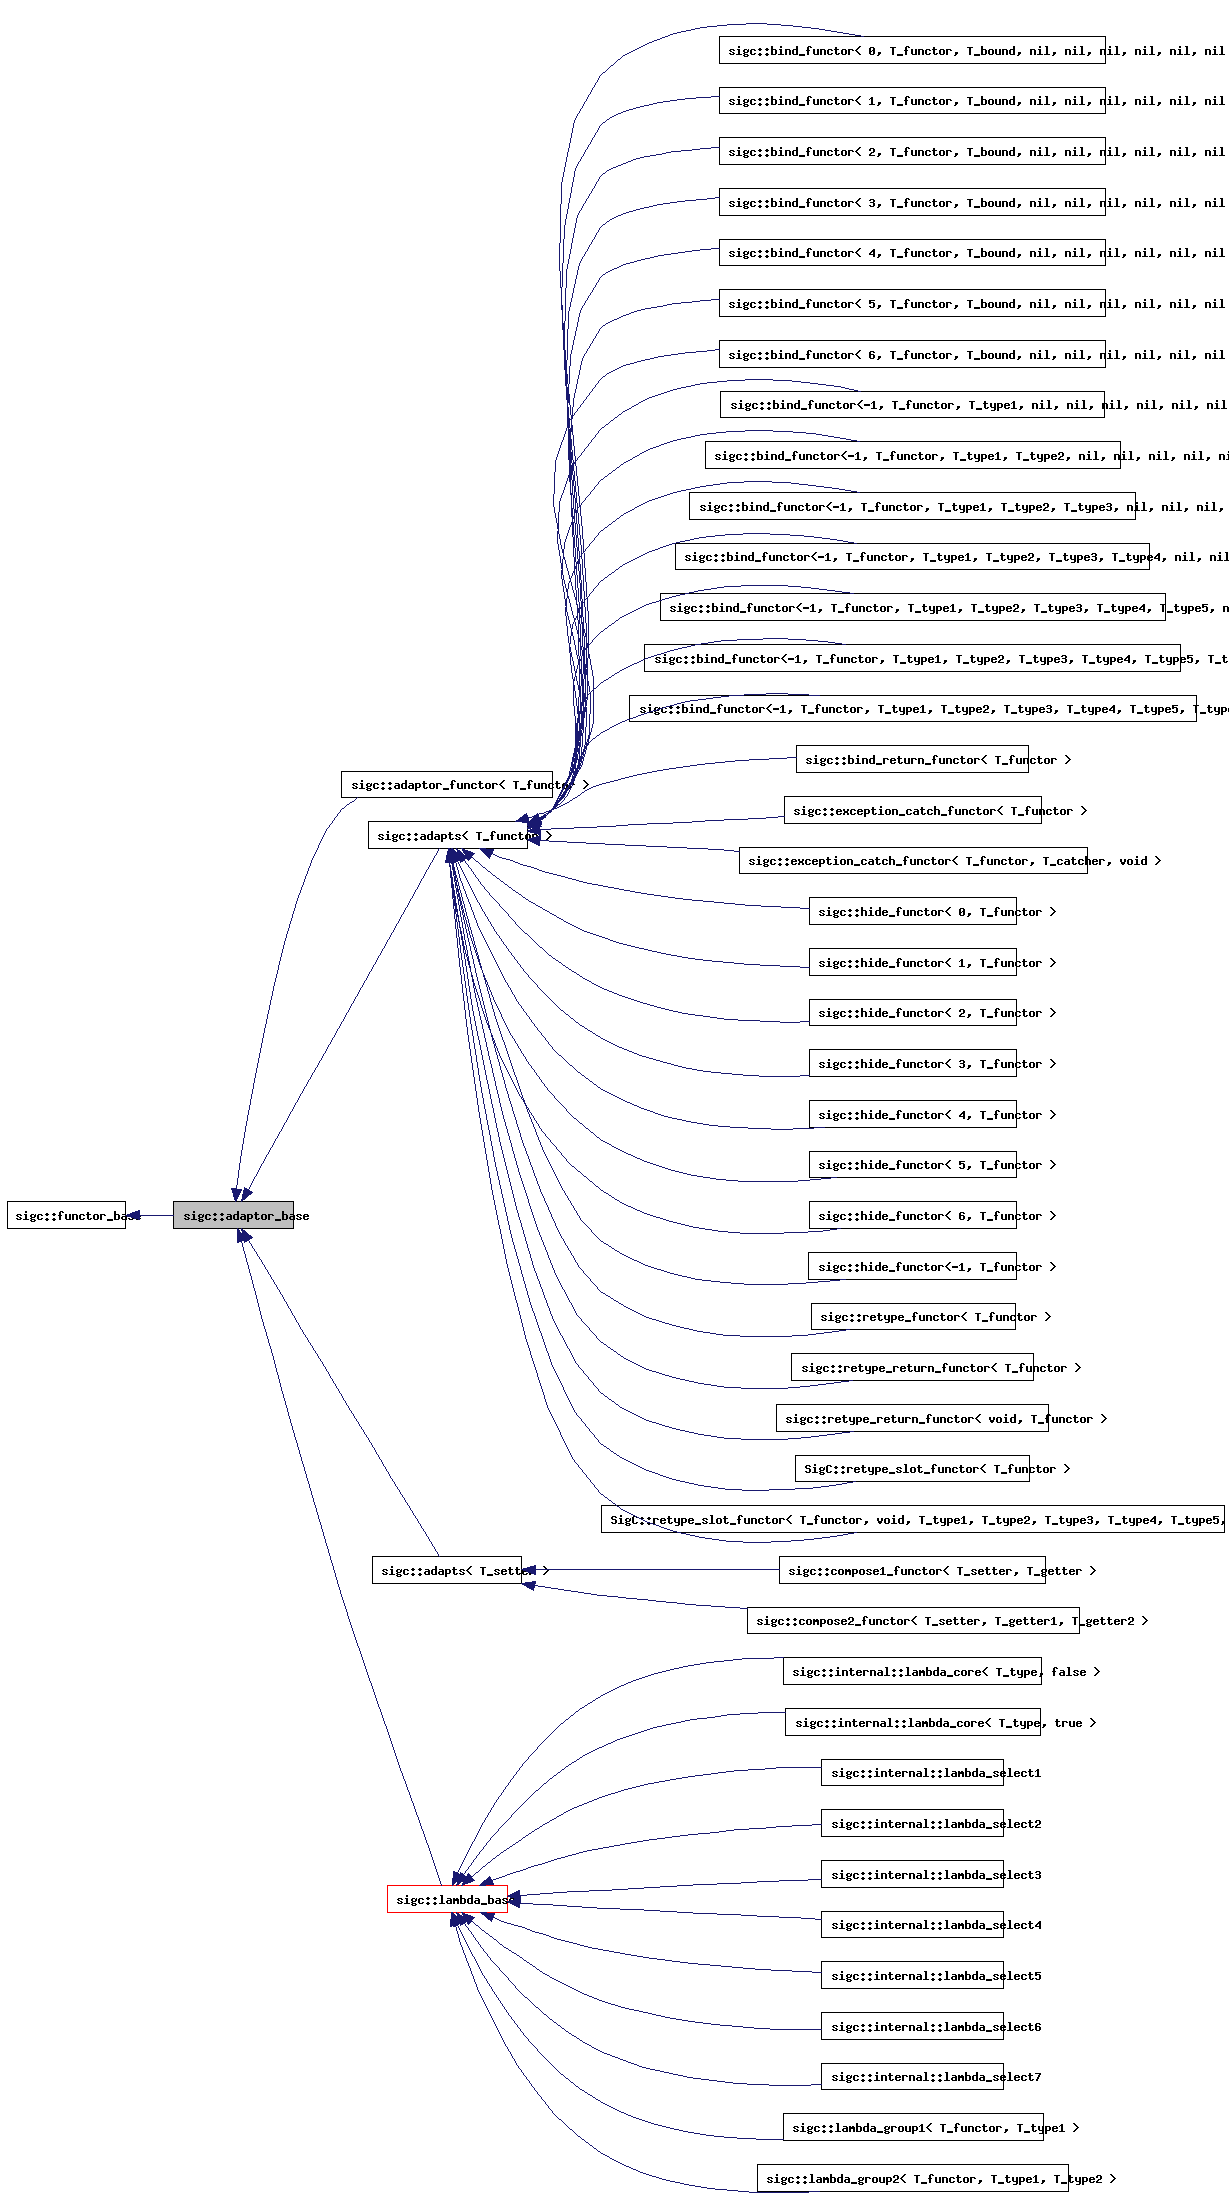 sigc::bind_functor< 0, T_functor, T_bound, nil, nil, nil, nil, nil, nil
sigc::bind_functor< 1, T_functor, T_bound, nil, nil, nil, nil, nil, nil
sigc::bind_functor< 2, T_functor, T_bound, nil, nil, nil, nil, nil, nil
sigc::bind_functor< 3, T_functor, T_bound, nil, nil, nil, nil, nil, nil
sigc::bind_functor< 4, T_functor, T_bound, nil, nil, nil, nil, nil, nil
sigc::bind_functor< 5, T_functor, T_bound, nil, nil, nil, nil, nil, nil
sigc::bind_functor< 6, T_functor, T_bound, nil, nil, nil, nil, nil, nil
sigc::bind_functor<-1, T_functor, T_type1, nil, nil, nil, nil, nil, nil
sigc::bind_functor<-1, T_functor, T_type1, T_type2, nil, nil, nil, nil,
sigc::bind_functor<-1, T_functor, T_type1, T_type2, T_type3, nil, nil, nil,
sigc::bind_functor<-1, T_functor, T_type1, T_type2, T_type3, T_type4, nil,
sigc::bind_functor<-1, T_functor, T_type1, T_type2, T_type3, T_type4, T_type5,
sigc::bind_functor<-1, T_functor, T_type1, T_type2, T_type3, T_type4, T_type5,
sigc::bind_functor<-1, T_functor, T_type1, T_type2, T_type3, T_type4, T_type5,
sigc::bind_return_functor< T_functor >
sigc::adaptor_functor< T_functor >
sigc::exception_catch_functor< T_functor >
sigc::adapts< T_functor >
sigc::exception_catch_functor< T_functor, T_catcher, void >
sigc::hide_functor< 0, T_functor >
sigc::hide_functor< 1, T_functor >
sigc::hide_functor< 2, T_functor >
sigc::hide_functor< 3, T_functor >
sigc::hide_functor< 4, T_functor >
sigc::hide_functor< 5, T_functor >
sigc::functor_base
sigc::adaptor_base
sigc::hide_functor< 6, T_functor >
sigc::hide_functor<-1, T_functor >
sigc::retype_functor< T_functor >
sigc::retype_return_functor< T_functor >
sigc::retype_return_functor< void, T_functor >
SigC::retype_slot_functor< T_functor >
SigC::retype_slot_functor< T_functor, void, T_type1, T_type2, T_type3, T_type4, T_type5,
sigc::adapts< T_setter >
sigc::compose1_functor< T_setter, T_getter >
sigc::compose2_functor< T_setter, T_getter1, T_getter2 >
sigc::internal::lambda_core< T_type, false >
sigc::internal::lambda_core< T_type, true >
sigc::internal::lambda_select1
sigc::internal::lambda_select2
sigc::internal::lambda_select3
sigc::lambda_base
sigc::internal::lambda_select4
sigc::internal::lambda_select5
sigc::internal::lambda_select6
sigc::internal::lambda_select7
sigc::lambda_group1< T_functor, T_type1 >
sigc::lambda_group2< T_functor, T_type1, T_type2 >